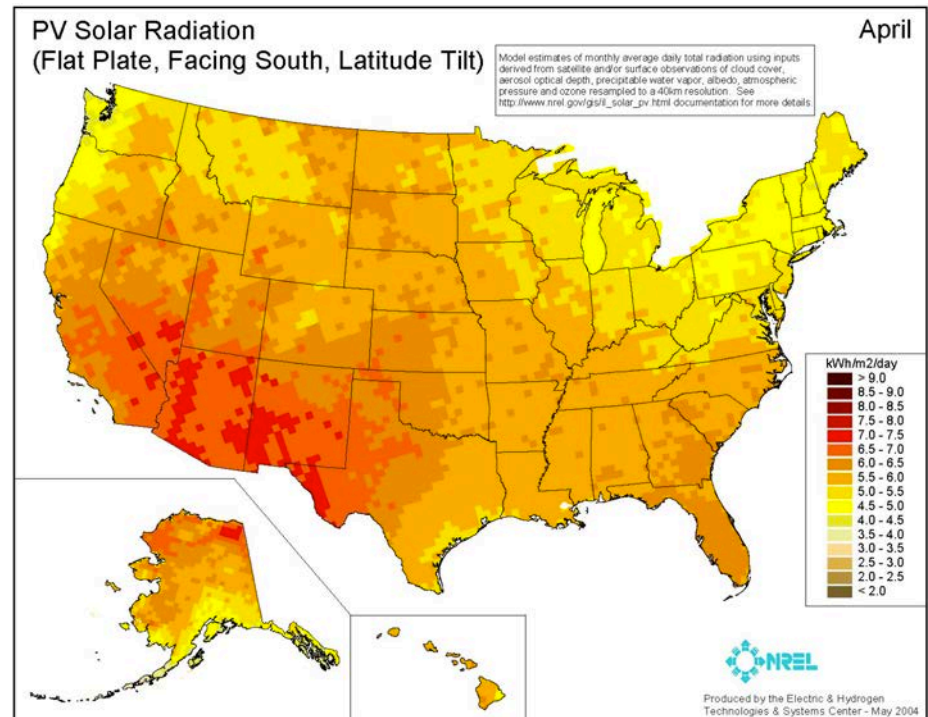 PV Solar Radiation
(Flat Plate, Facing South, Latitude Tilt)
April
Model estimates of monthly average daily total radiation using inputs
derived from satellite and/or surface observations of cloud cover,
aerosol optical depth, precipitable water vapor, albedo, atmospheric
pressure and ozone resampled to a 40km resolution. See
http://www.nrel.gov/gis/il_solar_pv.html documentation for more details.
kWh/m2/day
> 9.0
8.5 - 9.0
8.0 - 8.5
7.5 - 8.0
7.0 - 7.5
6.5 - 7.0
6.0 - 6.5
5.5 - 6.0
5.0 - 5.5
4.5 - 5.0
4.0 - 4.5
3.5 - 4.0
3.0 - 3.5
2.5 - 3.0
2.0 - 2.5
< 2.0
NREL
Produced by the Electric & Hydrogen
Technologies & Systems Center - May 2004